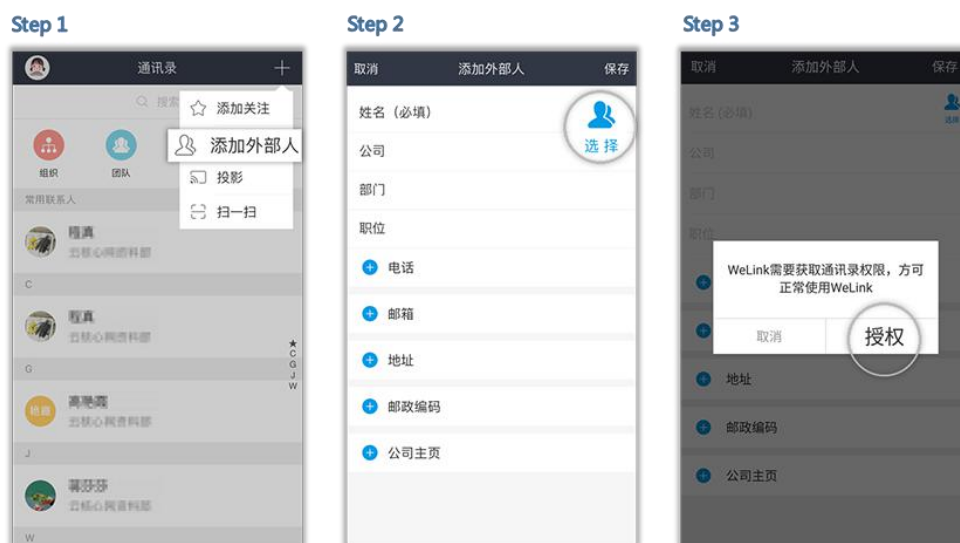 Step 1
通讯录
搜索
添加关注
添加外部人
投影
扫一扫
组织
团队
常用联系人
C
G
J
W
★
C
G
J
W
Step 2
取消 添加外部人 保存
姓名（必填）
选择
公司
部门
职位
电话
邮箱
地址
邮政编码
公司主页
Step 3
取消 添加外部人 保存
姓名 (必填)
选择
公司
部门
职位
WeLink需要获取通讯录权限，方可
正常使用WeLink
取消 授权
地址
邮政编码
公司主页